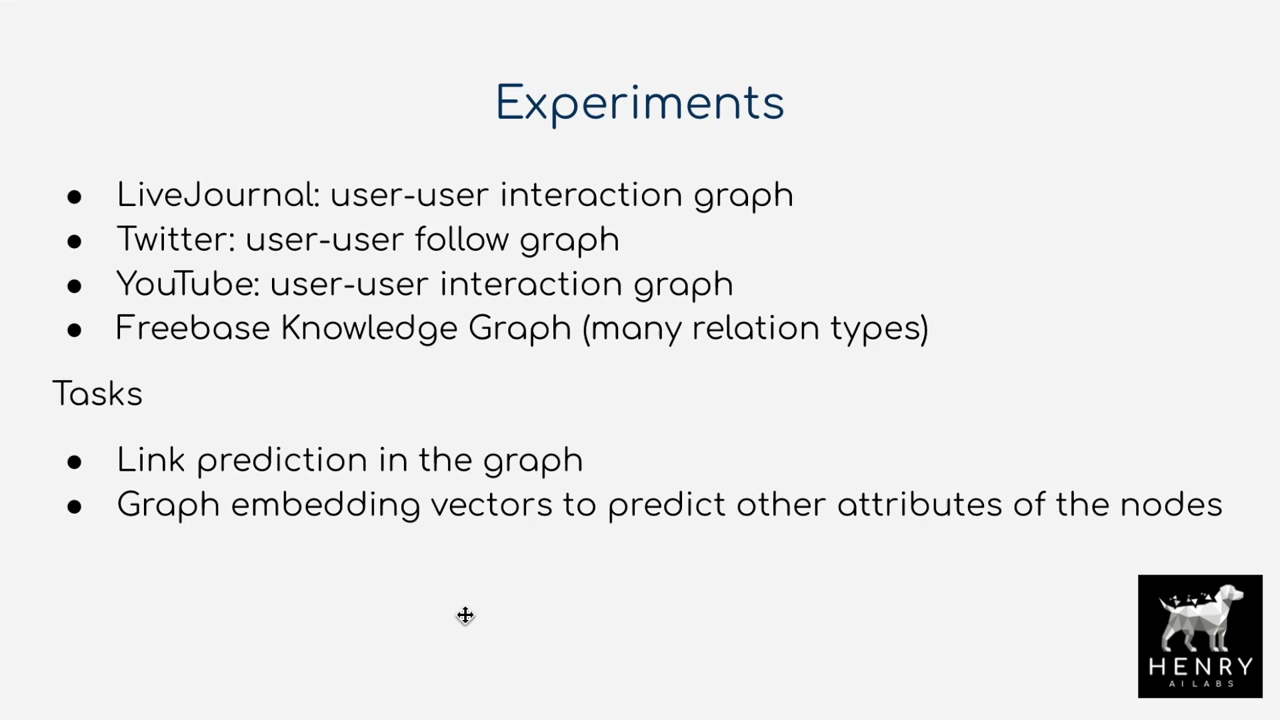 Experiments
● LiveJournal: user-user interaction graph
● Twitter: user-user follow graph
● YouTube: user-user interaction graph
● Freebase Knowledge Graph (many relation types)
Tasks
● Link prediction in the graph
● Graph embedding vectors to predict other attributes of the nodes
HENRY
AI LABS